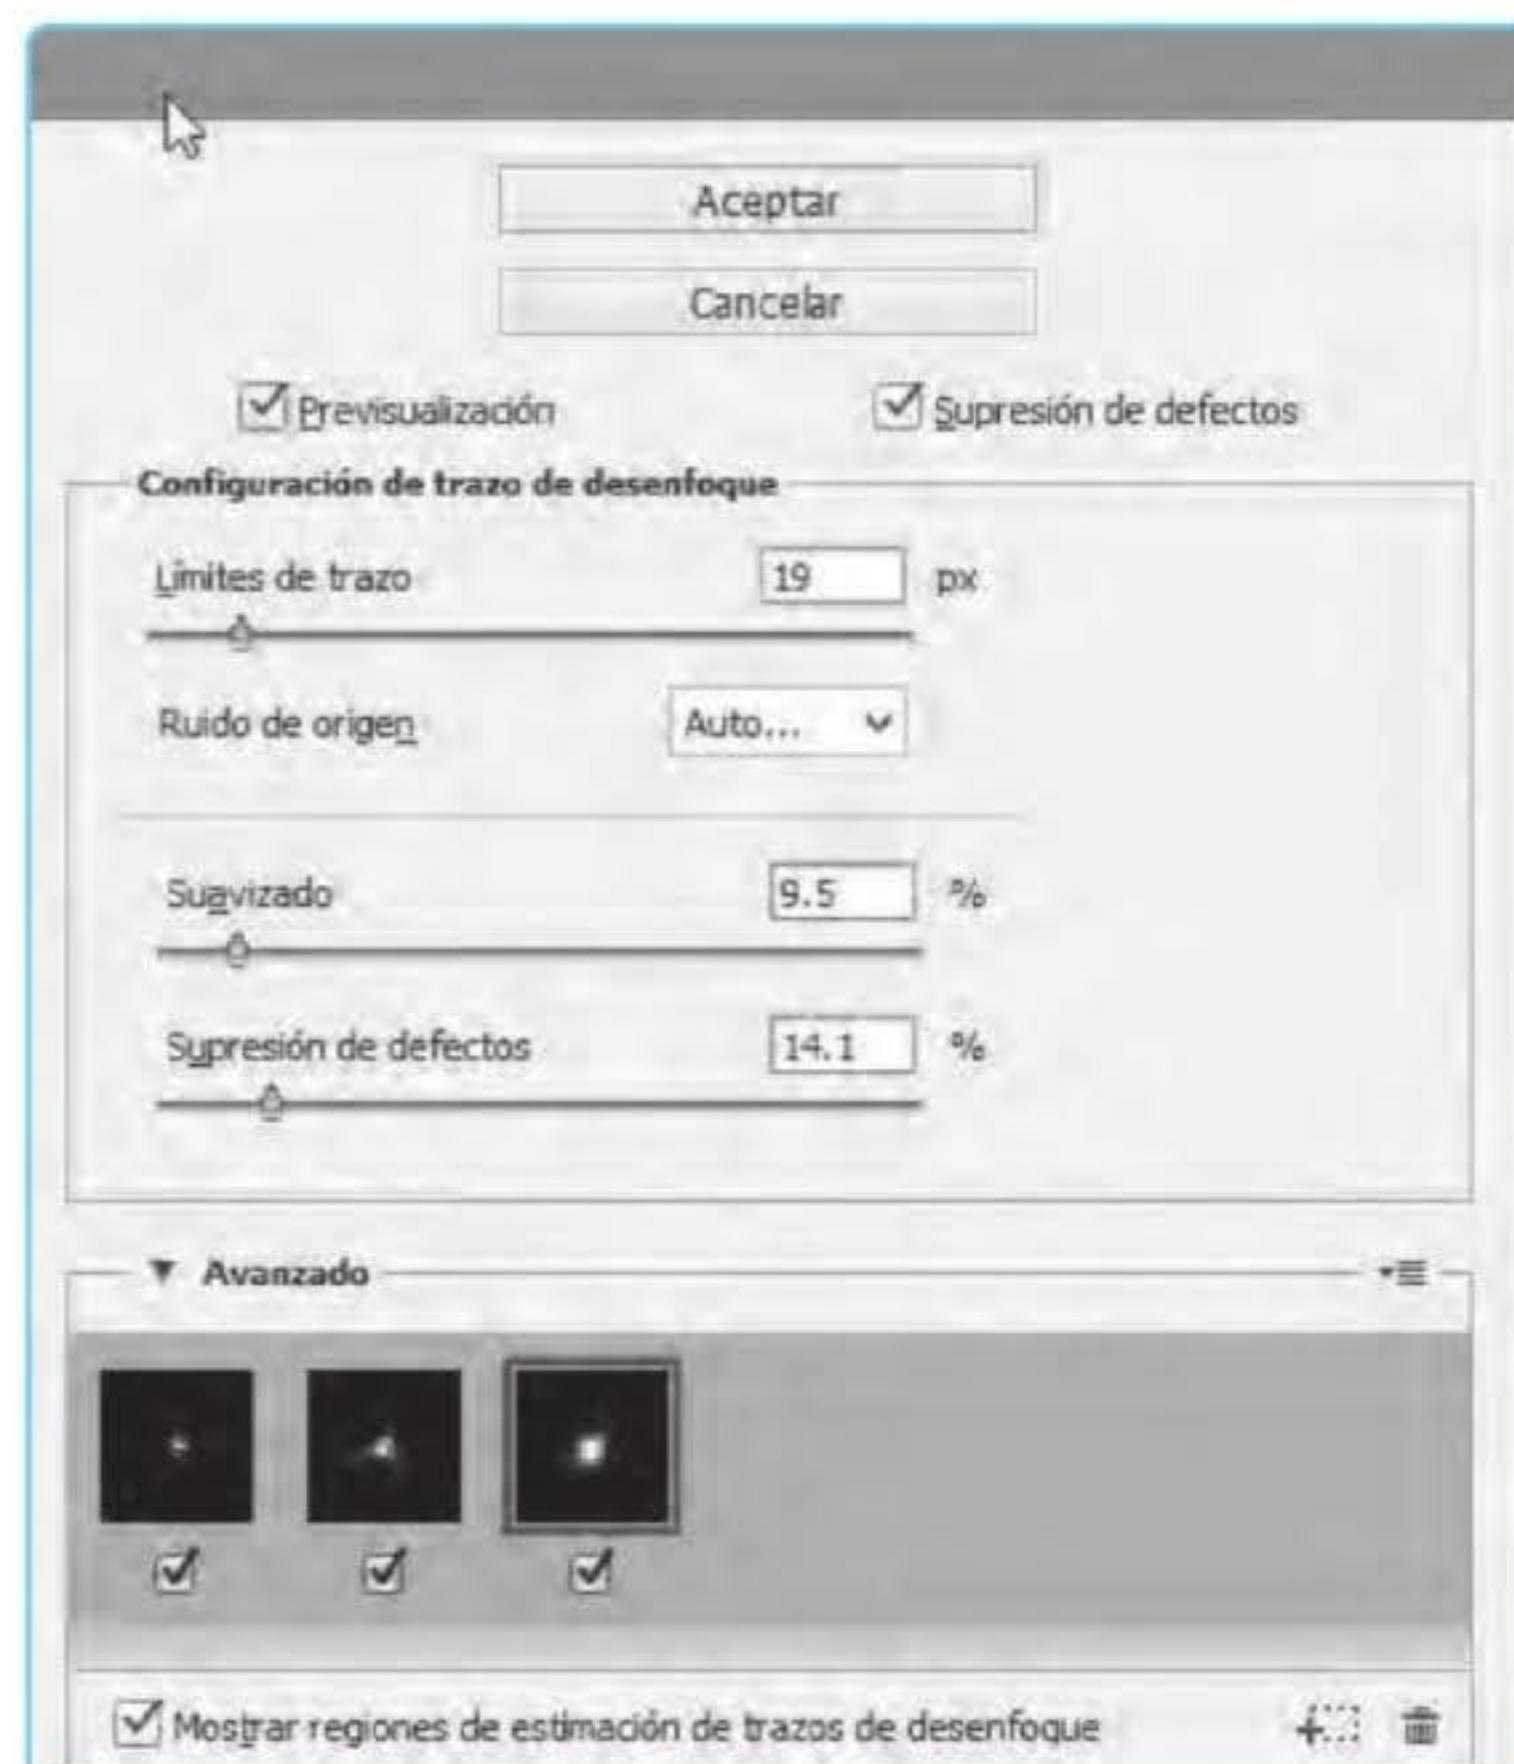 Aceptar
Cancelar
Previsualización
Supresión de defectos
Configuración de trazo de desenfoque
Límites de trazo 19 px
Ruido de origen Auto...
Suavizado 9.5 %
Supresión de defectos 14.1 %
Avanzado
Mostrar regiones de estimación de trazos de desenfoque